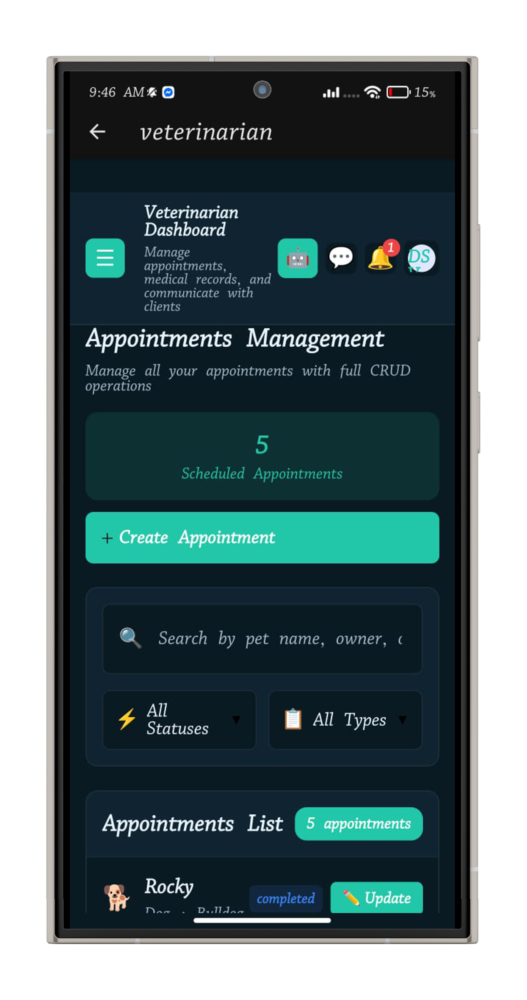 9:46 AM
15%
veterinarian
Veterinarian
Dashboard
Manage
appointments,
medical records, and
communicate with
clients
1
DS
Appointments Management
Manage all your appointments with full CRUD
operations
5
Scheduled Appointments
+ Create Appointment
Search by pet name, owner,
All
Statuses
All Types
Appointments List
5 appointments
Rocky
completed
Update
Dog · Bulldog